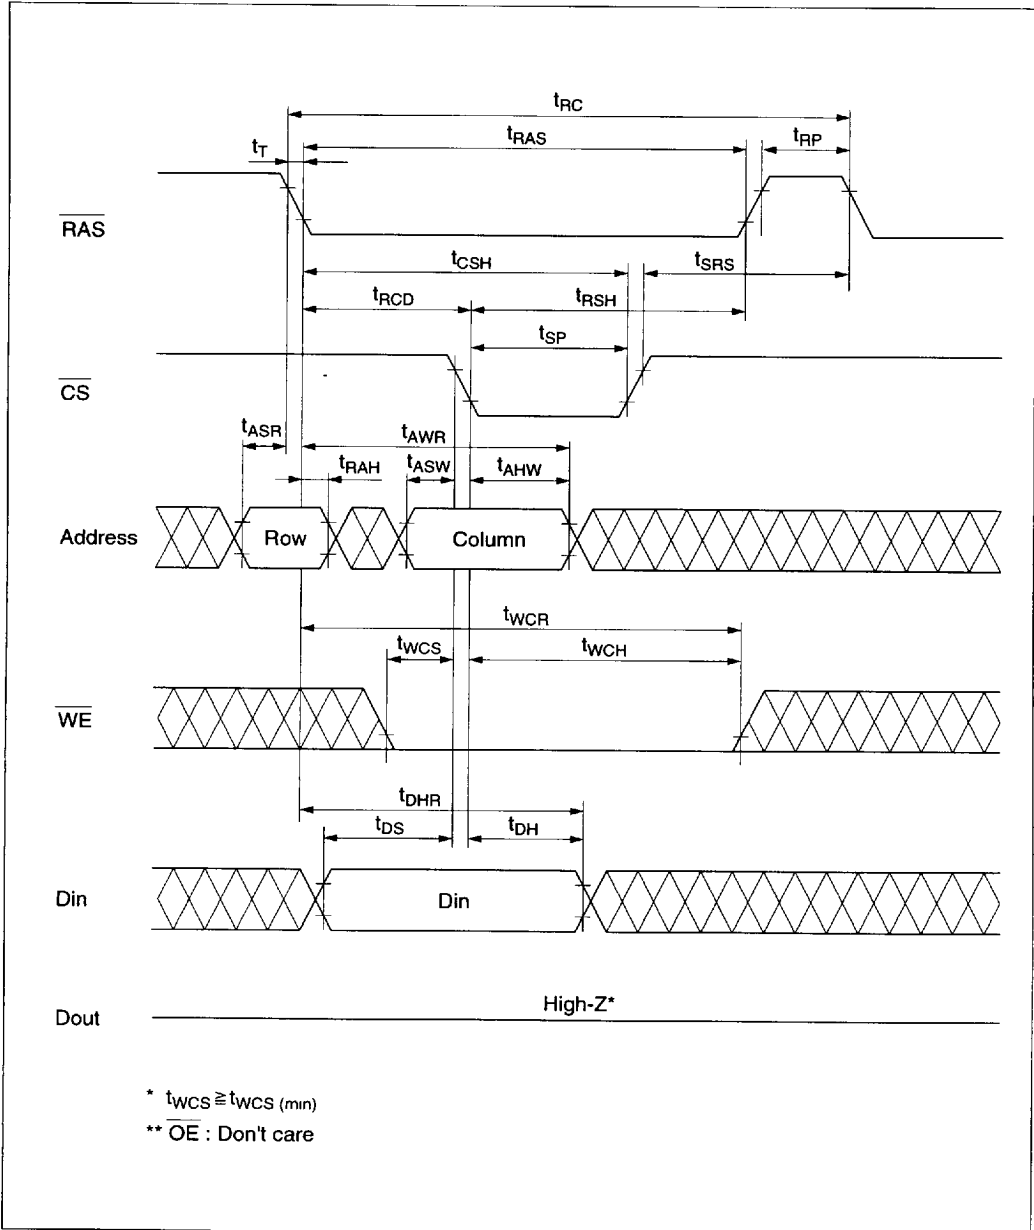 tRC
tRAS
tRP
tT
RAS
tCSH
tSRS
tRCD
tRSH
tSP
CS
tASR
tAWR
tRAH
tASW
tAHW
Address
Row
Column
tWCR
tWCS
tWCH
WE
tDHR
tDS
tDH
Din
Din
High-Z*
Dout
* tWCS ≧ tWCS (min)
** OE : Don't care